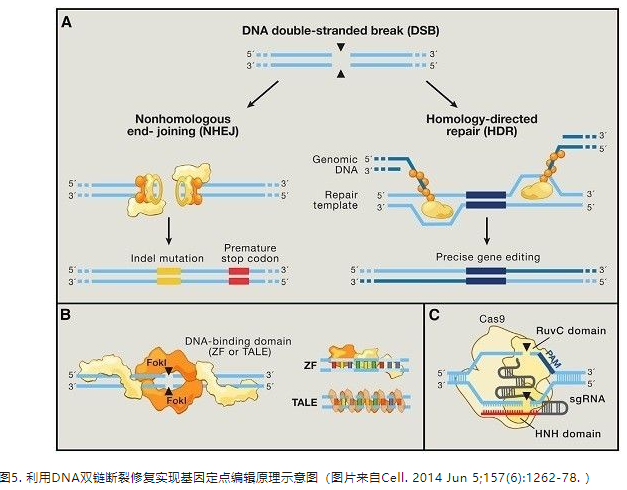 A
DNA double-stranded break (DSB)
5′
3′
3′
5′
Nonhomologous
end- joining (NHEJ)
Homology-directed
repair (HDR)
Genomic
DNA
5′
3′
3′
5′
5′
3′
3′
5′
Repair
template
3′
5′
3′
5′
Indel mutation
Premature
stop codon
Precise gene editing
5′
3′
3′
5′
5′
3′
3′
5′
B
DNA-binding domain
(ZF or TALE)
FokI
FokI
5′
3′
3′
5′
ZF
TALE
C
Cas9
RuvC domain
PAM
3′
5′
5′
3′
sgRNA
HNH domain
图5. 利用DNA双链断裂修复实现基因定点编辑原理示意图（图片来自Cell. 2014 Jun 5;157(6):1262-78. ）